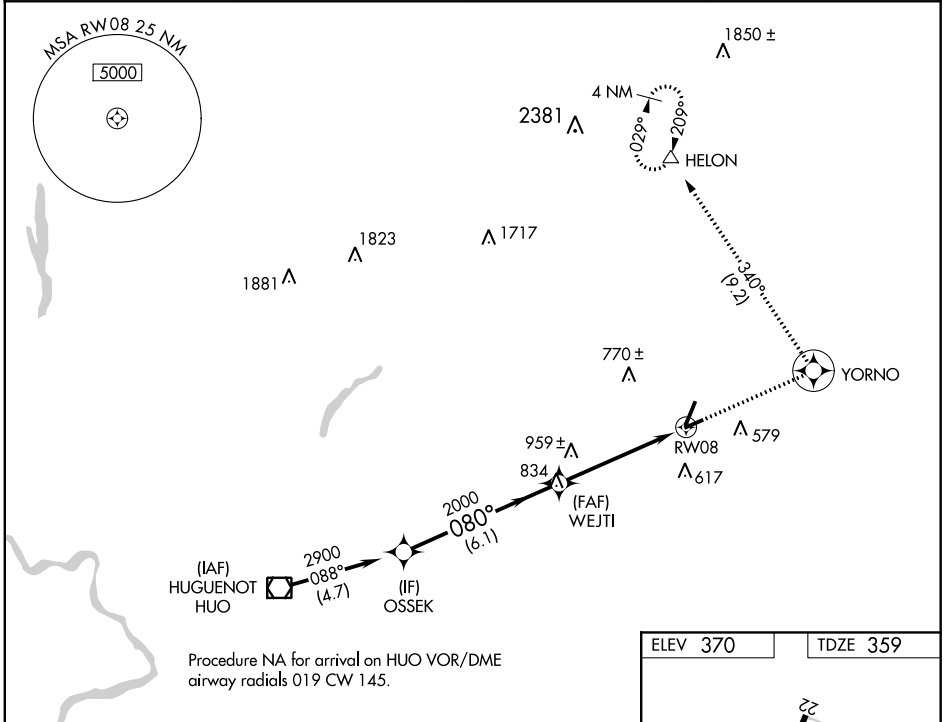 MSA RW08 25 NM
5000
1850 ±
4 NM
029°
209°
2381
HELON
1823
1717
1881
340°
(9.2)
770 ±
YORNO
959 ±
834
RW08
579
617
(FAF)
WEJTI
2000
080°
(6.1)
(IAF)
HUGUENOT
HUO
2900
088°
(4.7)
(IF)
OSSEK
Procedure NA for arrival on HUO VOR/DME
airway radials 019 CW 145.
ELEV 370
TDZE 359
22